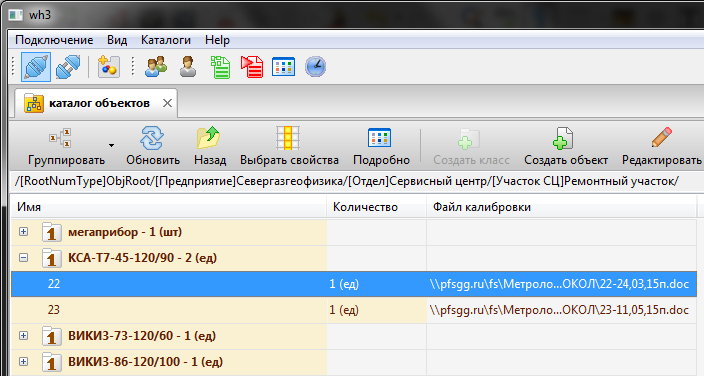 wh3
Подключение Вид Каталоги Help
каталог объектов
Группировать Обновить Назад Выбрать свойства Подробно Создать класс Создать объект Редактировать
/[RootNumType]ObjRoot/[Предприятие]Севергазгеофизика/[Отдел]Сервисный центр/[Участок СЦ]Ремонтный участок/
Имя Количество Файл калибровки
мегаприбор - 1 (шт)
КСА-Т7-45-120/90 - 2 (ед)
22 1 (ед) \\pfsgg.ru\fs\Метроло...ОКОЛ\22-24,03,15п.doc
23 1 (ед) \\pfsgg.ru\fs\Метроло...ОКОЛ\23-11,05,15п.doc
ВИКИЗ-73-120/60 - 1 (ед)
ВИКИЗ-86-120/100 - 1 (ед)